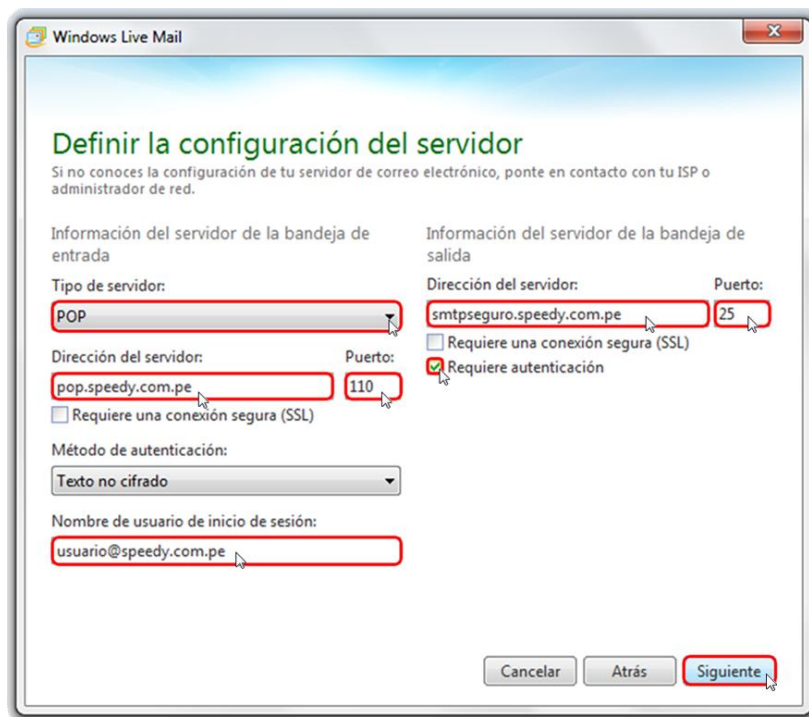 Windows Live Mail
Definir la configuración del servidor
Si no conoces la configuración de tu servidor de correo electrónico, ponte en contacto con tu ISP o
administrador de red.
Información del servidor de la bandeja de
entrada
Tipo de servidor:
POP
Dirección del servidor: Puerto:
pop.speedy.com.pe 110
Requiere una conexión segura (SSL)
Método de autenticación:
Texto no cifrado
Nombre de usuario de inicio de sesión:
usuario@speedy.com.pe
Información del servidor de la bandeja de
salida
Dirección del servidor: Puerto:
smtpseguro.speedy.com.pe 25
Requiere una conexión segura (SSL)
Requiere autenticación
Cancelar Atrás Siguiente